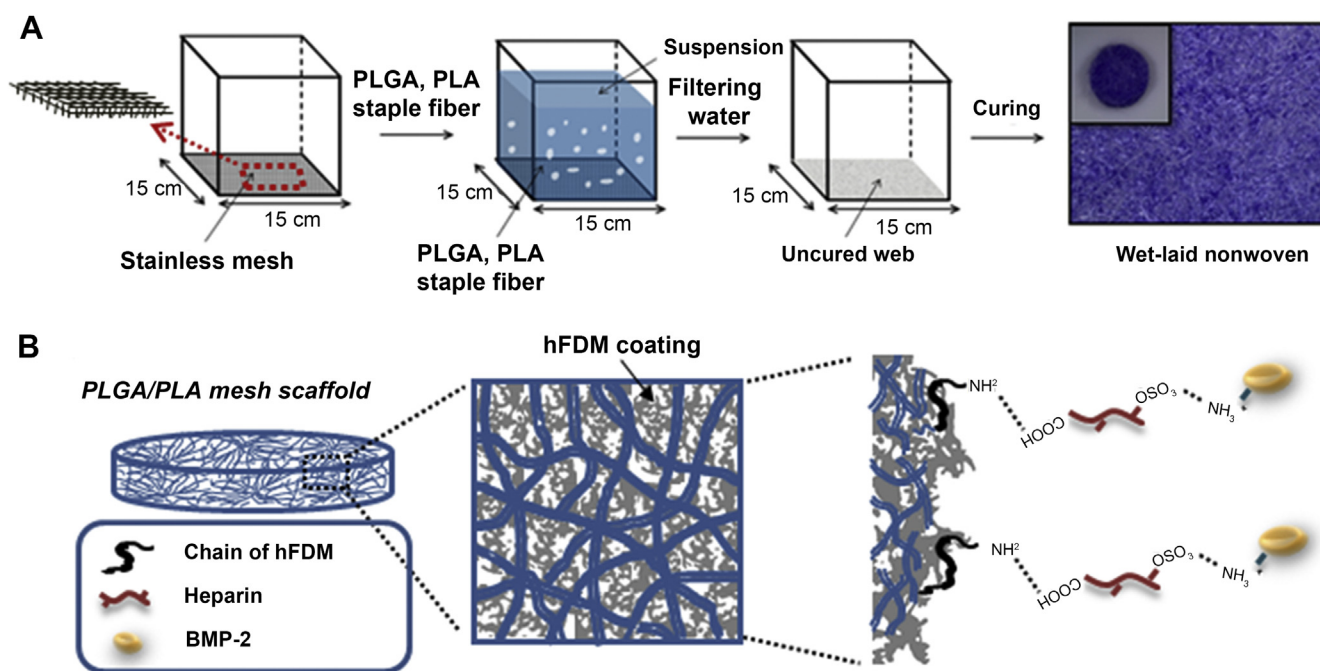 A
PLGA, PLA
staple fiber
Suspension
Filtering
water
Curing
15 cm
15 cm
Stainless mesh
15 cm
15 cm
PLGA, PLA
staple fiber
15 cm
15 cm
Uncured web
Wet-laid nonwoven
B
PLGA/PLA mesh scaffold
hFDM coating
Chain of hFDM
Heparin
BMP-2
NH²
COOH
OSO₃
NH₃
NH²
COOH
OSO₃
NH₃